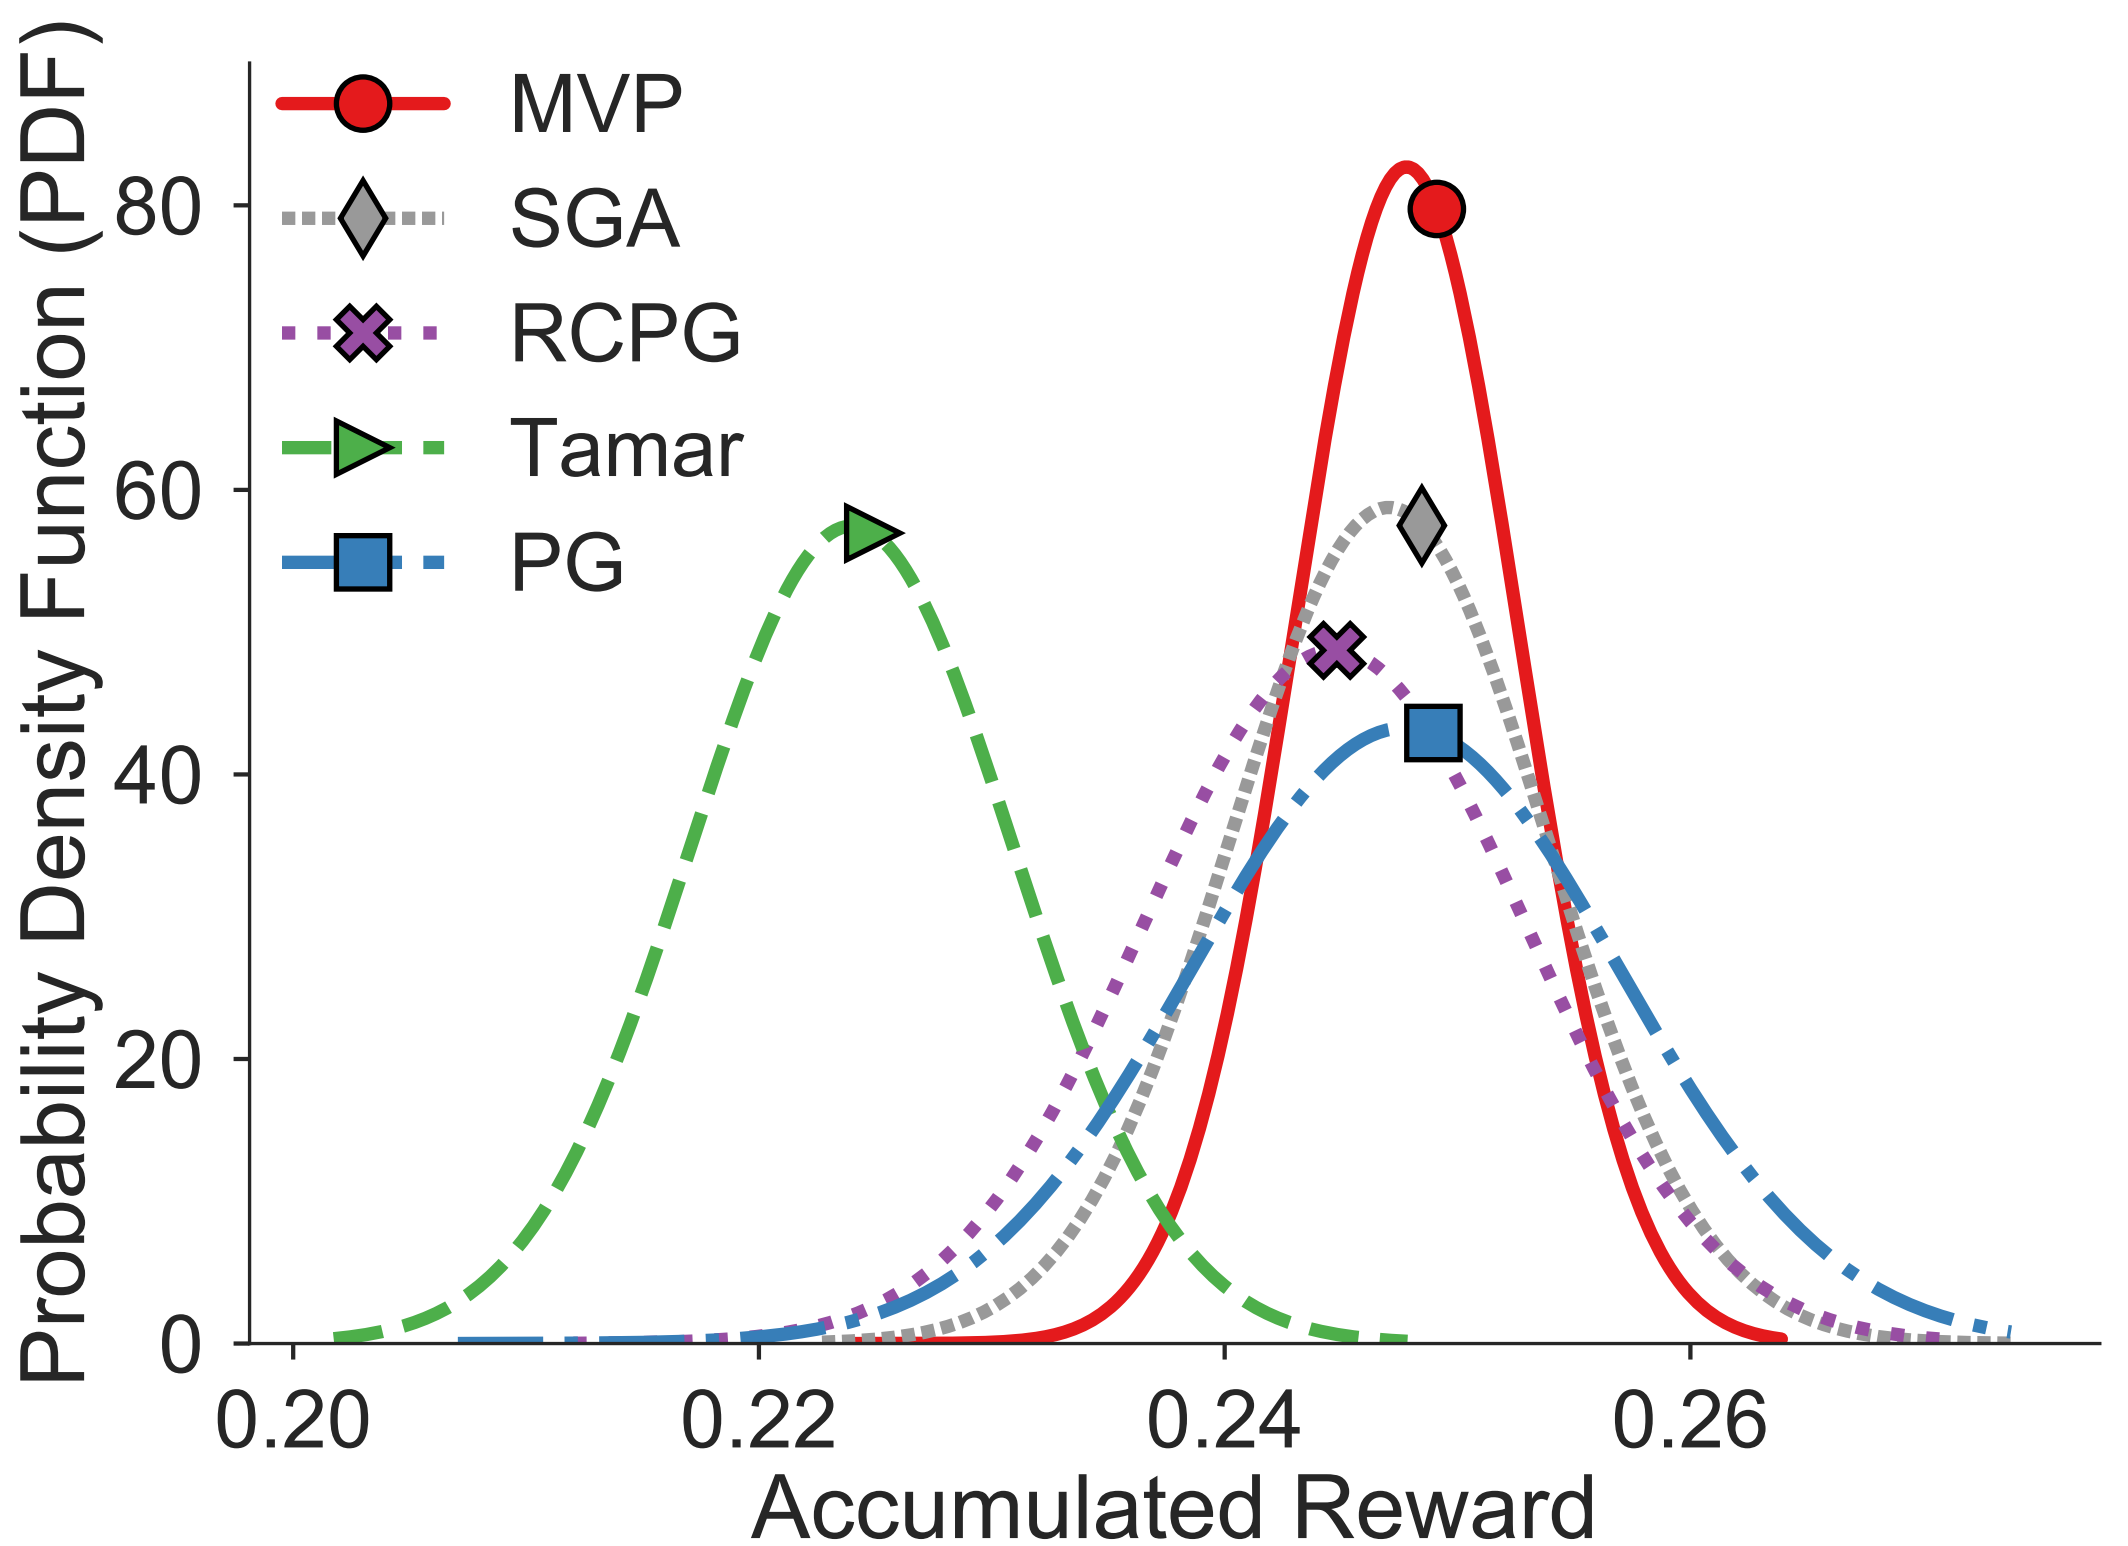 Probability Density Function (PDF)
80
60
40
20
0
MVP
SGA
RCPG
Tamar
PG
0.20
0.22
0.24
0.26
Accumulated Reward